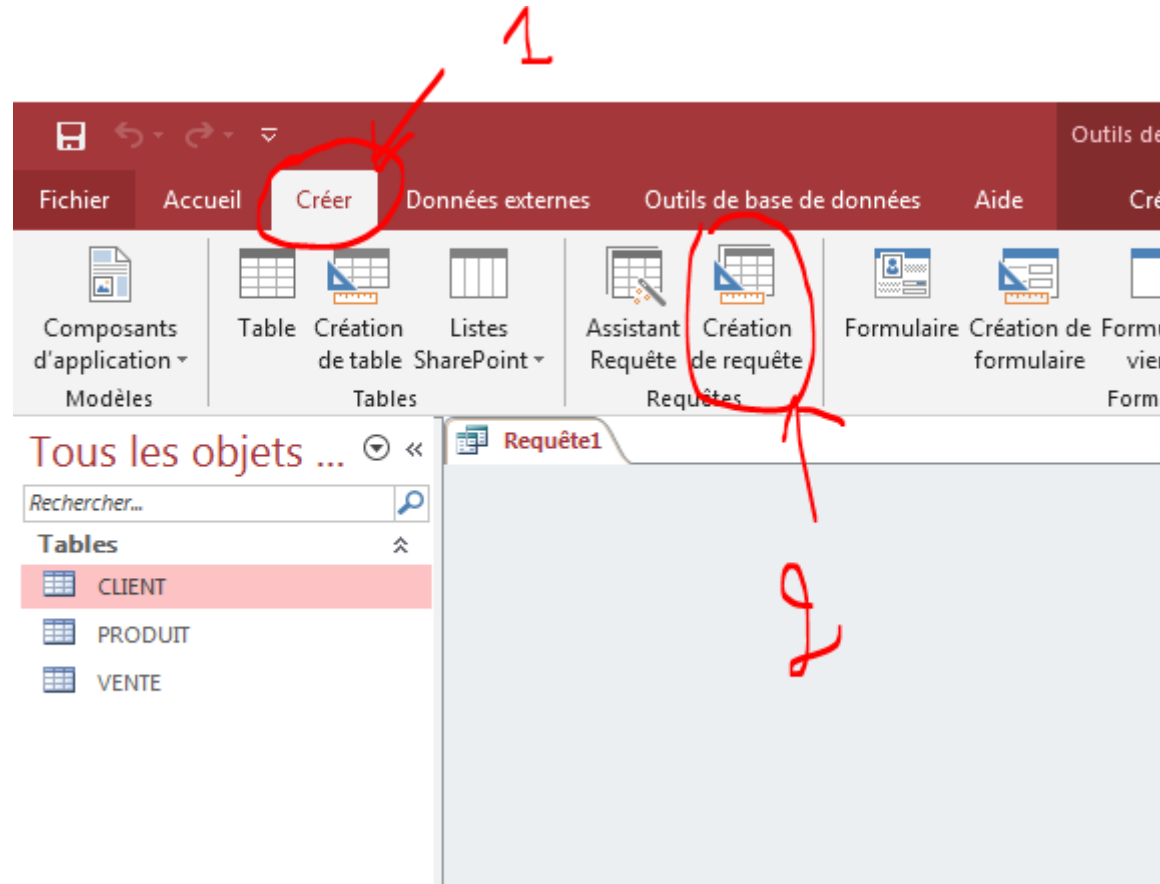 1
Outils de
Fichier Accueil Créer Données externes Outils de base de données Aide Cré
Composants d'application
Table
Création de table
Listes SharePoint
Assistant Requête
Création de requête
Formulaire
Création de formulaire
Formu
vier
Modèles Tables Requêtes Form
Tous les objets ... «
Requête1
Rechercher...
Tables
CLIENT
PRODUIT
VENTE
2